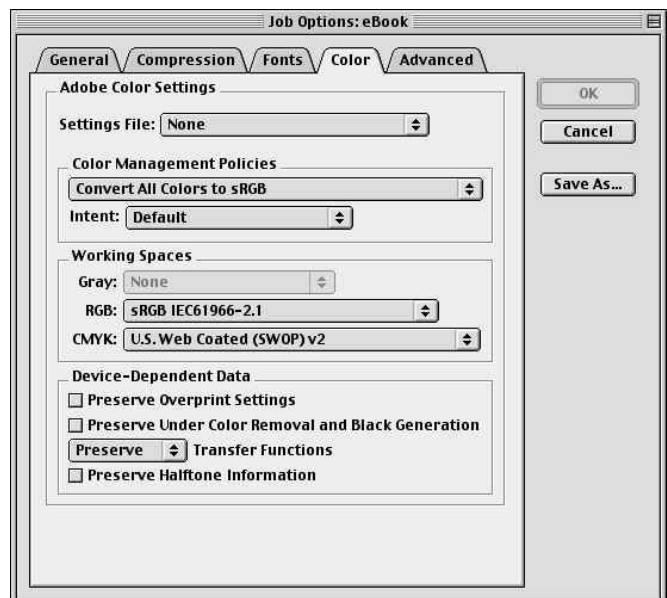 Job Options: eBook
General Compression Fonts Color Advanced
Adobe Color Settings
OK
Settings File: None
Cancel
Color Management Policies
Convert All Colors to sRGB
Save As...
Intent: Default
Working Spaces
Gray: None
RGB: sRGB IEC61966-2.1
CMYK: U.S. Web Coated (SWOP) v2
Device-Dependent Data
Preserve Overprint Settings
Preserve Under Color Removal and Black Generation
Preserve Transfer Functions
Preserve Halftone Information